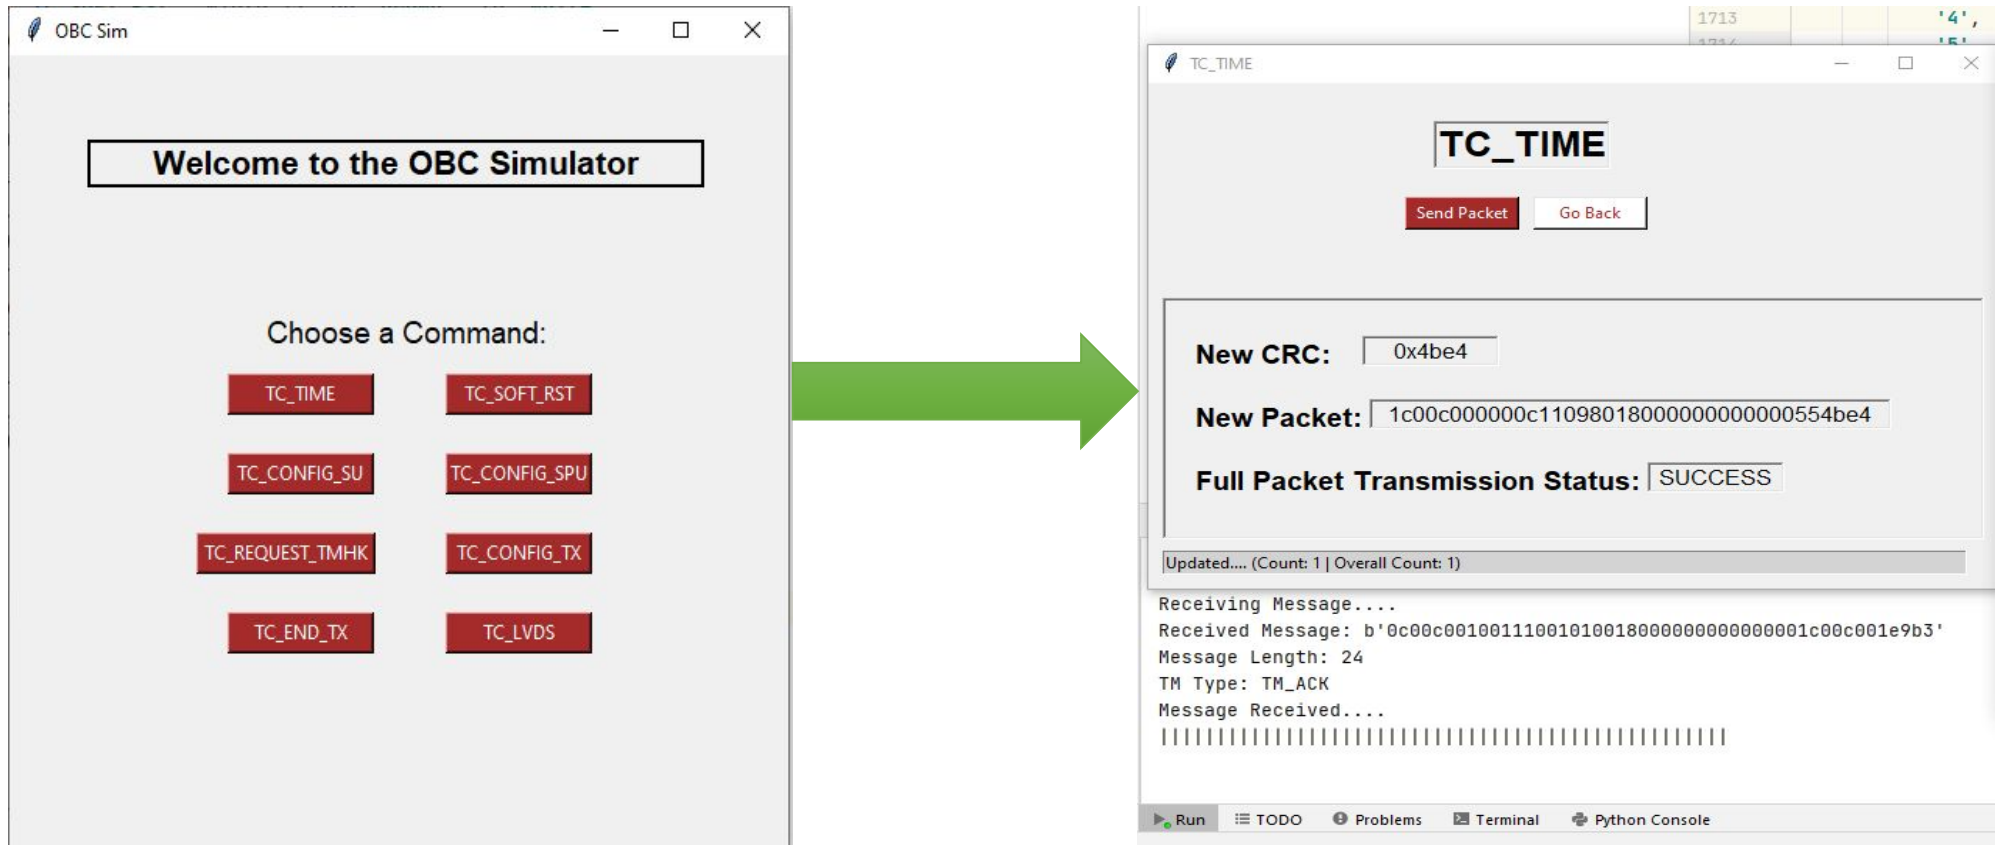 OBC Sim
Welcome to the OBC Simulator
Choose a Command:
TC_TIME
TC_SOFT_RST
TC_CONFIG_SU
TC_CONFIG_SPU
TC_REQUEST_TMHK
TC_CONFIG_TX
TC_END_TX
TC_LVDS
1713 '4',
1714 '5'
TC_TIME
TC_TIME
Send Packet Go Back
New CRC: 0x4be4
New Packet: 1c00c000000c11098018000000000000554be4
Full Packet Transmission Status: SUCCESS
Updated.... (Count: 1 | Overall Count: 1)
Receiving Message....
Received Message: b'0c00c0010011100101001800000000000001c00c001e9b3'
Message Length: 24
TM Type: TM_ACK
Message Received....
||||||||||||||||||||||||||||||||||||||||||||||||||
Run TODO Problems Terminal Python Console